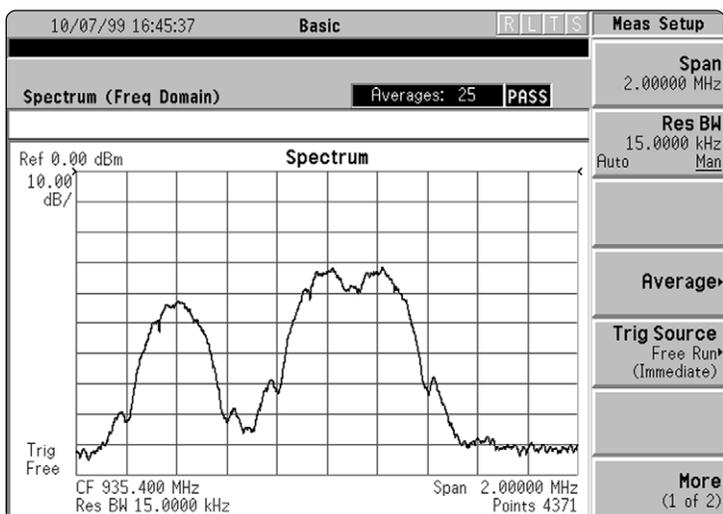 10/07/99 16:45:37
Basic
R L T S
Meas Setup
Spectrum (Freq Domain)
Averages: 25 PASS
Ref 0.00 dBm
Spectrum
10.00
dB/
Trig
Free
CF 935.400 MHz
Span 2.00000 MHz
Res BW 15.0000 kHz
Points 4371
Span
2.00000 MHz
Res BW
15.0000 kHz
Auto Man
Average
Trig Source
Free Run
(Immediate)
More
(1 of 2)